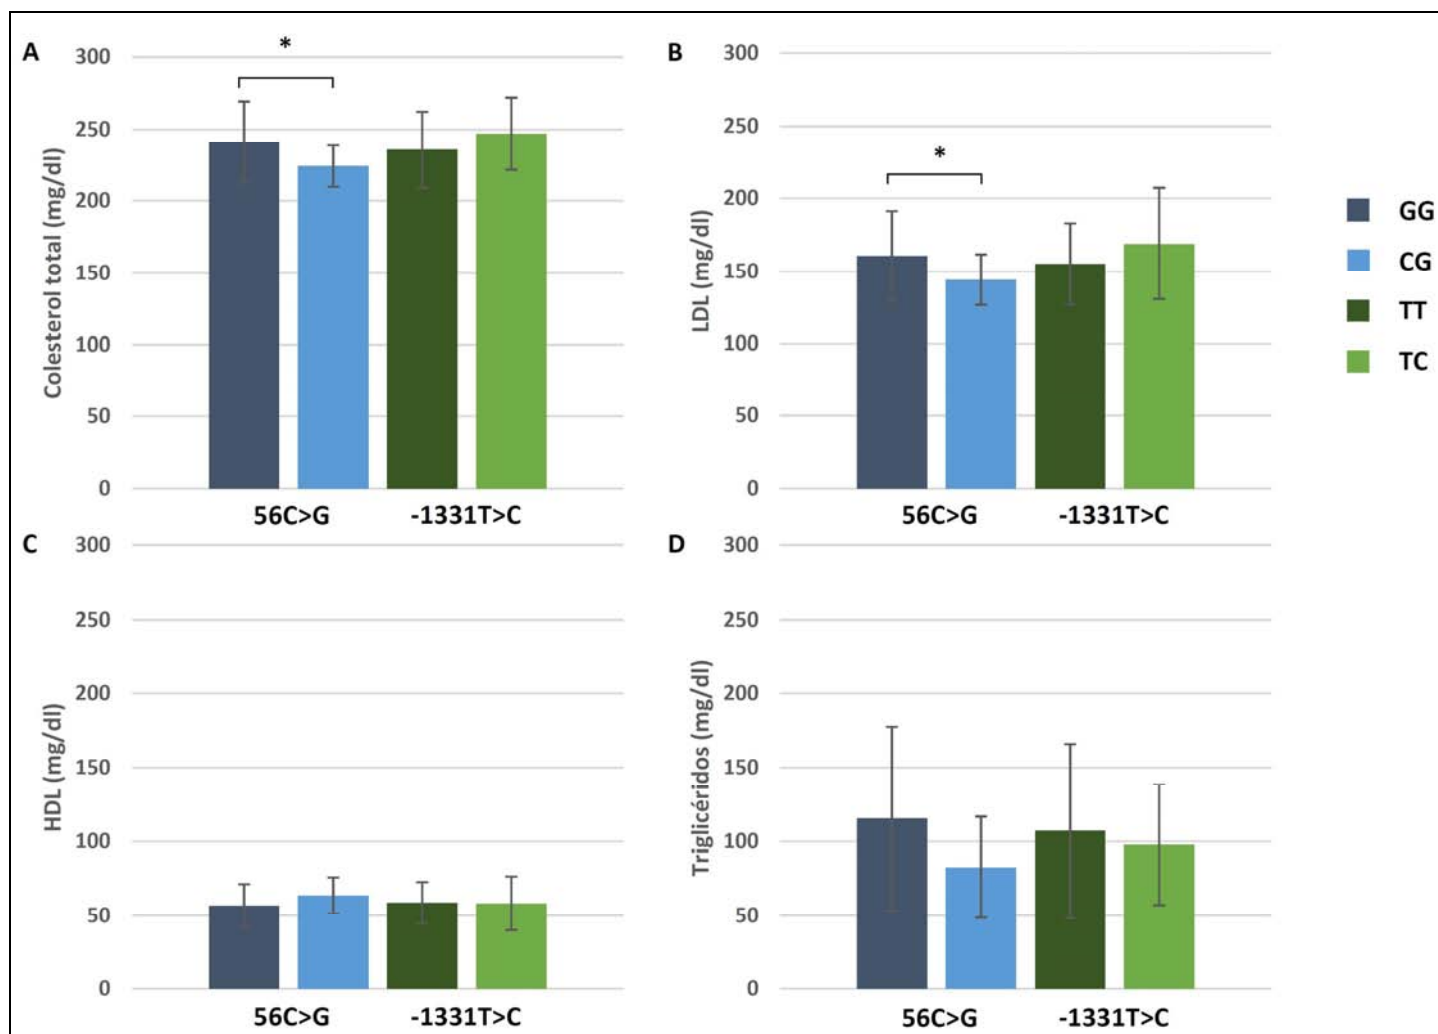 A
*
300
250
200
150
100
50
0
Colesterol total (mg/dl)
56C>G
-1331T>C
B
*
300
250
200
150
100
50
0
LDL (mg/dl)
56C>G
-1331T>C
GG
CG
TT
TC
C
300
250
200
150
100
50
0
HDL (mg/dl)
56C>G
-1331T>C
D
300
250
200
150
100
50
0
Triglicéridos (mg/dl)
56C>G
-1331T>C